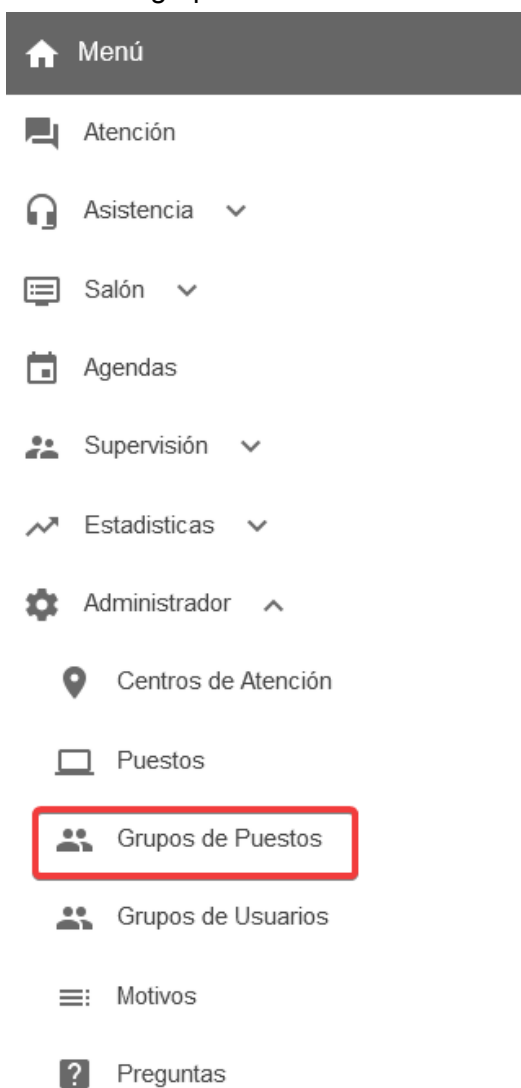 Menú
Atención
Asistencia
Salón
Agendas
Supervisión
Estadisticas
Administrador
Centros de Atención
Puestos
Grupos de Puestos
Grupos de Usuarios
Motivos
Preguntas